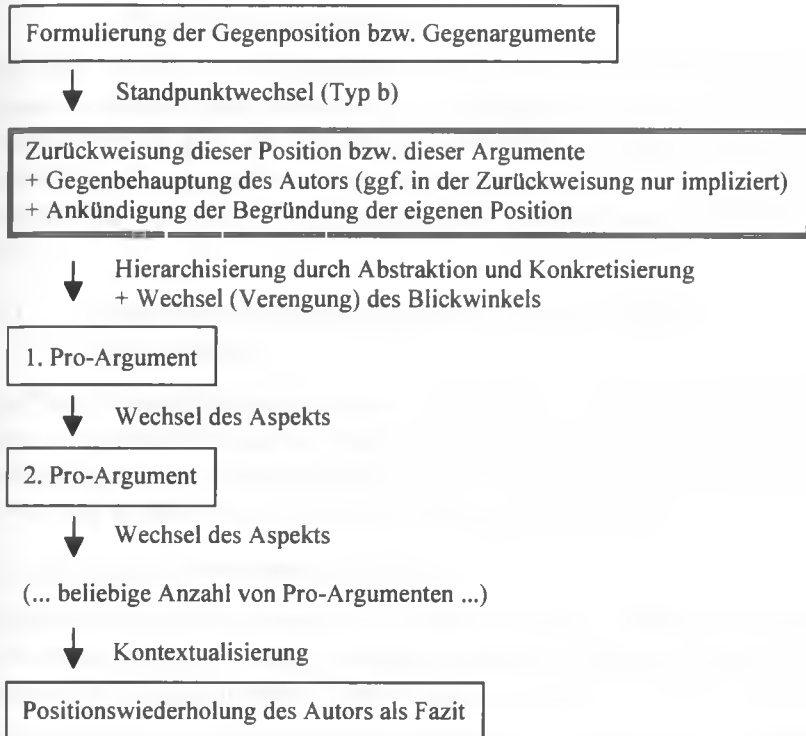 Formulierung der Gegenposition bzw. Gegenargumente
Standpunktwechsel (Typ b)
Zurückweisung dieser Position bzw. dieser Argumente
+ Gegenbehauptung des Autors (ggf. in der Zurückweisung nur impliziert)
+ Ankündigung der Begründung der eigenen Position
Hierarchisierung durch Abstraktion und Konkretisierung
+ Wechsel (Verengung) des Blickwinkels
1. Pro-Argument
Wechsel des Aspekts
2. Pro-Argument
Wechsel des Aspekts
(... beliebige Anzahl von Pro-Argumenten ...)
Kontextualisierung
Positionswiederholung des Autors als Fazit